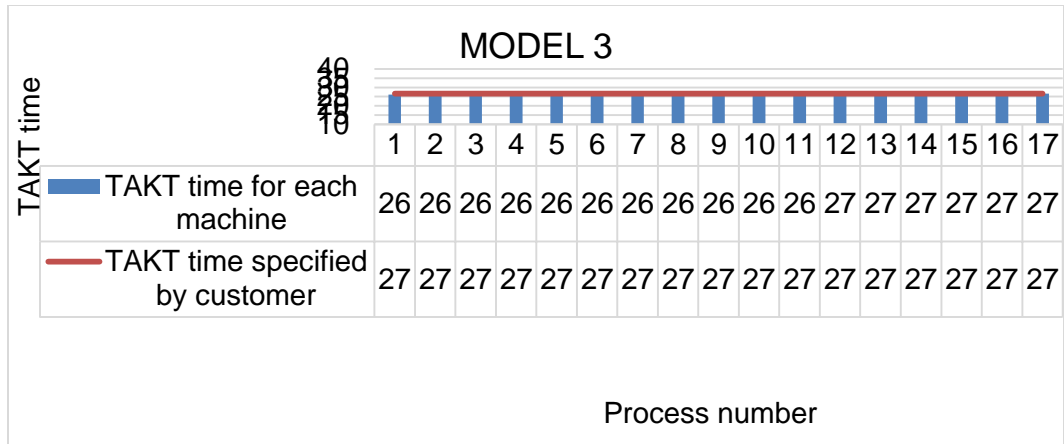 MODEL 3
TAKT time
40
10
1 2 3 4 5 6 7 8 9 10 11 12 13 14 15 16 17
TAKT time for each
machine
26 26 26 26 26 26 26 26 26 26 26 27 27 27 27 27 27
TAKT time specified
by customer
27 27 27 27 27 27 27 27 27 27 27 27 27 27 27 27 27
Process number